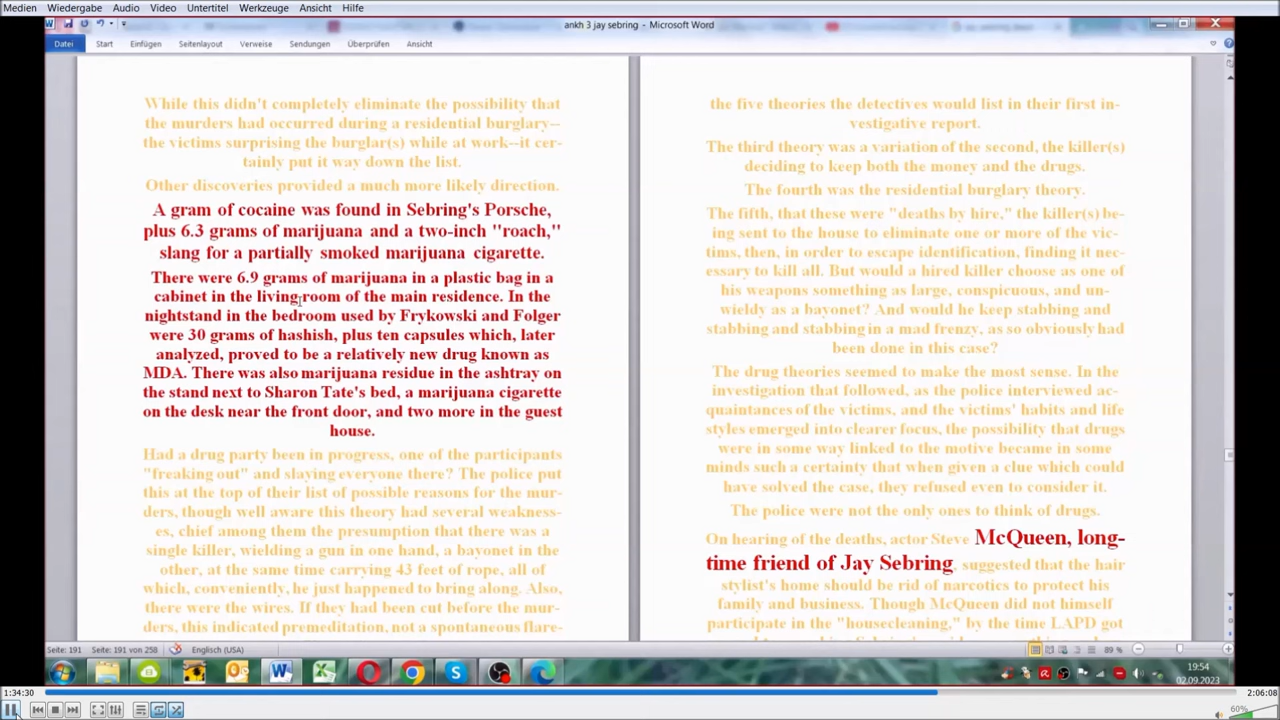 Medien Wiedergabe Audio Video Untertitel Werkzeuge Ansicht Hilfe
ankh 3 jay sebring - Microsoft Word
Datei Start Einfügen Seitenlayout Verweise Sendungen Überprüfen Ansicht
While this didn't completely eliminate the possibility that
the murders had occurred during a residential burglary--
the victims surprising the burglar(s) while at work--it cer-
tainly put it way down the list.
Other discoveries provided a much more likely direction.
A gram of cocaine was found in Sebring's Porsche,
plus 6.3 grams of marijuana and a two-inch "roach,"
slang for a partially smoked marijuana cigarette.
There were 6.9 grams of marijuana in a plastic bag in a
cabinet in the living room of the main residence. In the
nightstand in the bedroom used by Frykowski and Folger
were 30 grams of hashish, plus ten capsules which, later
analyzed, proved to be a relatively new drug known as
MDA. There was also marijuana residue in the ashtray on
the stand next to Sharon Tate's bed, a marijuana cigarette
on the desk near the front door, and two more in the guest
house.
Had a drug party been in progress, one of the participants
"freaking out" and slaying everyone there? The police put
this at the top of their list of possible reasons for the mur-
ders, though well aware this theory had several weakness-
es, chief among them the presumption that there was a
single killer, wielding a gun in one hand, a bayonet in the
other, at the same time carrying 43 feet of rope, all of
which, conveniently, he just happened to bring along. Also,
there were the wires. If they had been cut before the mur-
ders, this indicated premeditation, not a spontaneous flare-
the five theories the detectives would list in their first in-
vestigative report.
The third theory was a variation of the second, the killer(s)
deciding to keep both the money and the drugs.
The fourth was the residential burglary theory.
The fifth, that these were "deaths by hire," the killer(s) be-
ing sent to the house to eliminate one or more of the vic-
tims, then, in order to escape identification, finding it nec-
essary to kill all. But would a hired killer choose as one of
his weapons something as large, conspicuous, and un-
wieldy as a bayonet? And would he keep stabbing and
stabbing and stabbing in a mad frenzy, as so obviously had
been done in this case?
The drug theories seemed to make the most sense. In the
investigation that followed, as the police interviewed ac-
quaintances of the victims, and the victims' habits and life
styles emerged into clearer focus, the possibility that drugs
were in some way linked to the motive became in some
minds such a certainty that when given a clue which could
have solved the case, they refused even to consider it.
The police were not the only ones to think of drugs.
On hearing of the deaths, actor Steve McQueen, long-
time friend of Jay Sebring, suggested that the hair
stylist's home should be rid of narcotics to protect his
family and business. Though McQueen did not himself
participate in the "housecleaning," by the time LAPD got
Seite: 191 Seite: 191 von 258 Englisch (USA) 89 %
19:54
02.09.2023
1:34:30 2:06:08
60%